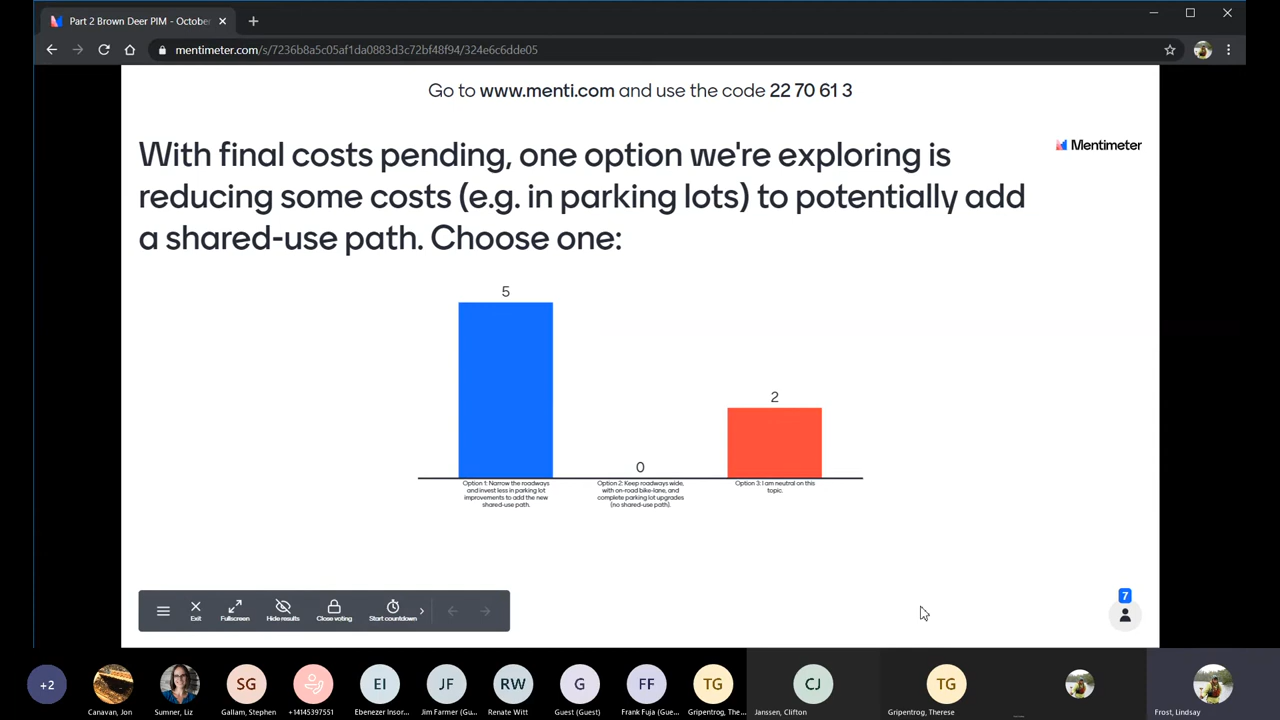 Part 2 Brown Deer PIM - October
mentimeter.com/s/7236b8a5c05af1da0883d3c72bf48f94/324e6c6dde05
Go to www.menti.com and use the code 22 70 61 3
Mentimeter
With final costs pending, one option we're exploring is
reducing some costs (e.g. in parking lots) to potentially add
a shared-use path. Choose one:
5
0
2
Option 1: Narrow the roadways
and invest less in parking lot
improvements to add the new
shared-use path.
Option 2: Keep roadways wide,
with on-road bike-lane, and
complete parking lot upgrades
(no shared-use path).
Option 3: I am neutral on this
topic.
Exit
Fullscreen
Hide results
Close voting
Start countdown
7
+2
SG
EI
JF
RW
G
FF
TG
CJ
TG
Canavan, Jon
Sumner, Liz
Gallam, Stephen
+14145397551
Ebenezer Insor...
Jim Farmer (Gu...
Renate Witt
Guest (Guest)
Frank Fuja (Gue...
Gripentrog, The...
Janssen, Clifton
Gripentrog, Therese
Frost, Lindsay